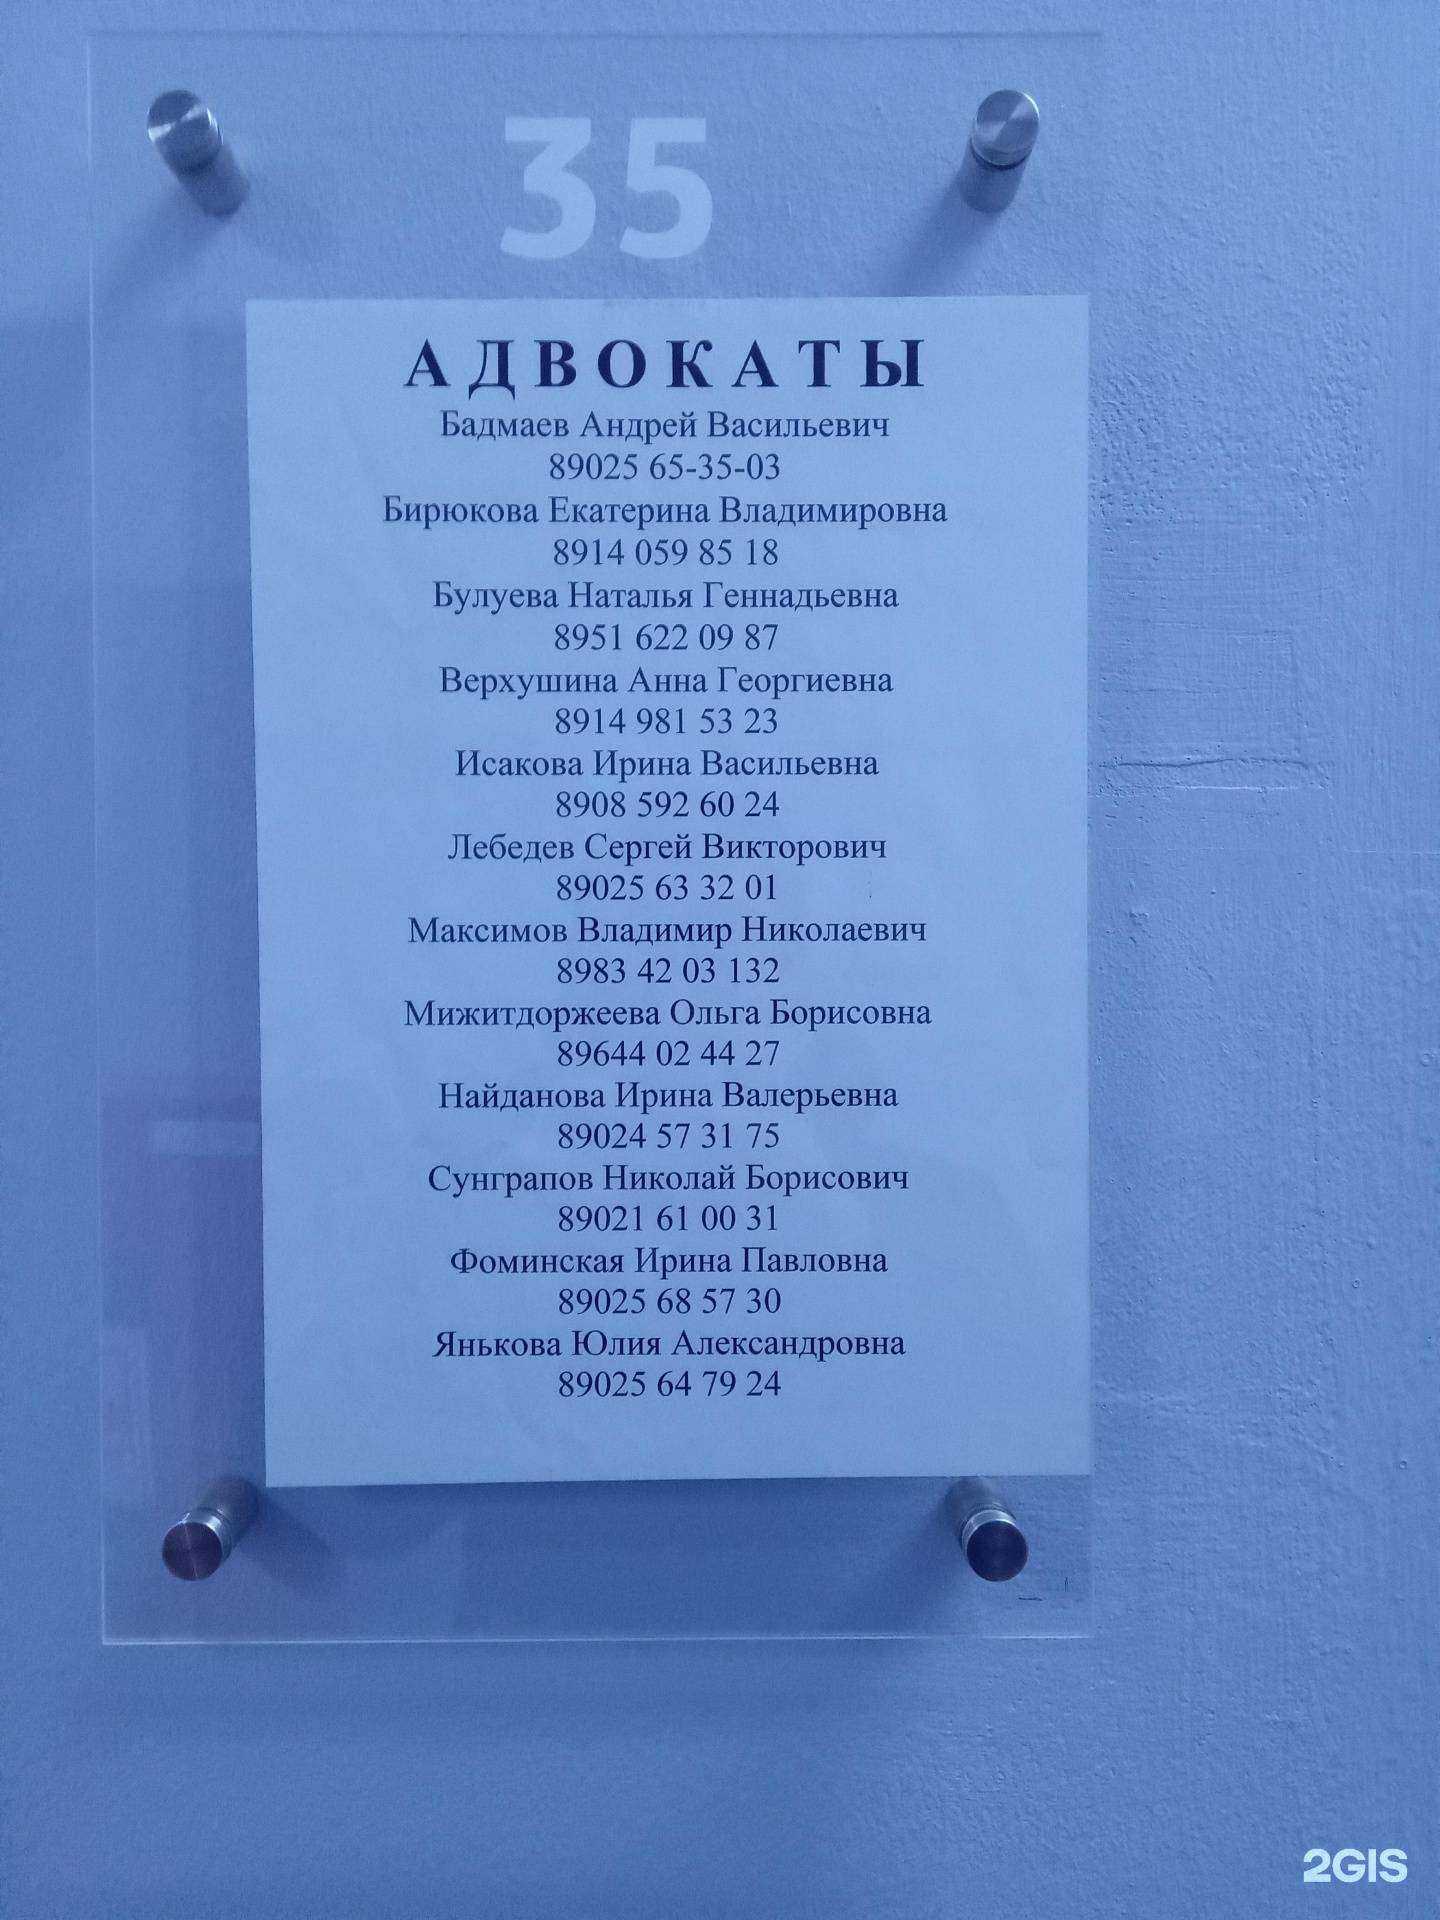 35
АДВОКАТЫ
Бадмаев Андрей Васильевич
89025 65-35-03
Бирюкова Екатерина Владимировна
8914 059 85 18
Булуева Наталья Геннадьевна
8951 622 09 87
Верхушина Анна Георгиевна
8914 981 53 23
Исакова Ирина Васильевна
8908 592 60 24
Лебедев Сергей Викторович
89025 63 32 01
Максимов Владимир Николаевич
8983 42 03 132
Мижитдоржеева Ольга Борисовна
89644 02 44 27
Найданова Ирина Валерьевна
89024 57 31 75
Сунграпов Николай Борисович
89021 61 00 31
Фоминская Ирина Павловна
89025 68 57 30
Янькова Юлия Александровна
89025 64 79 24
2GIS